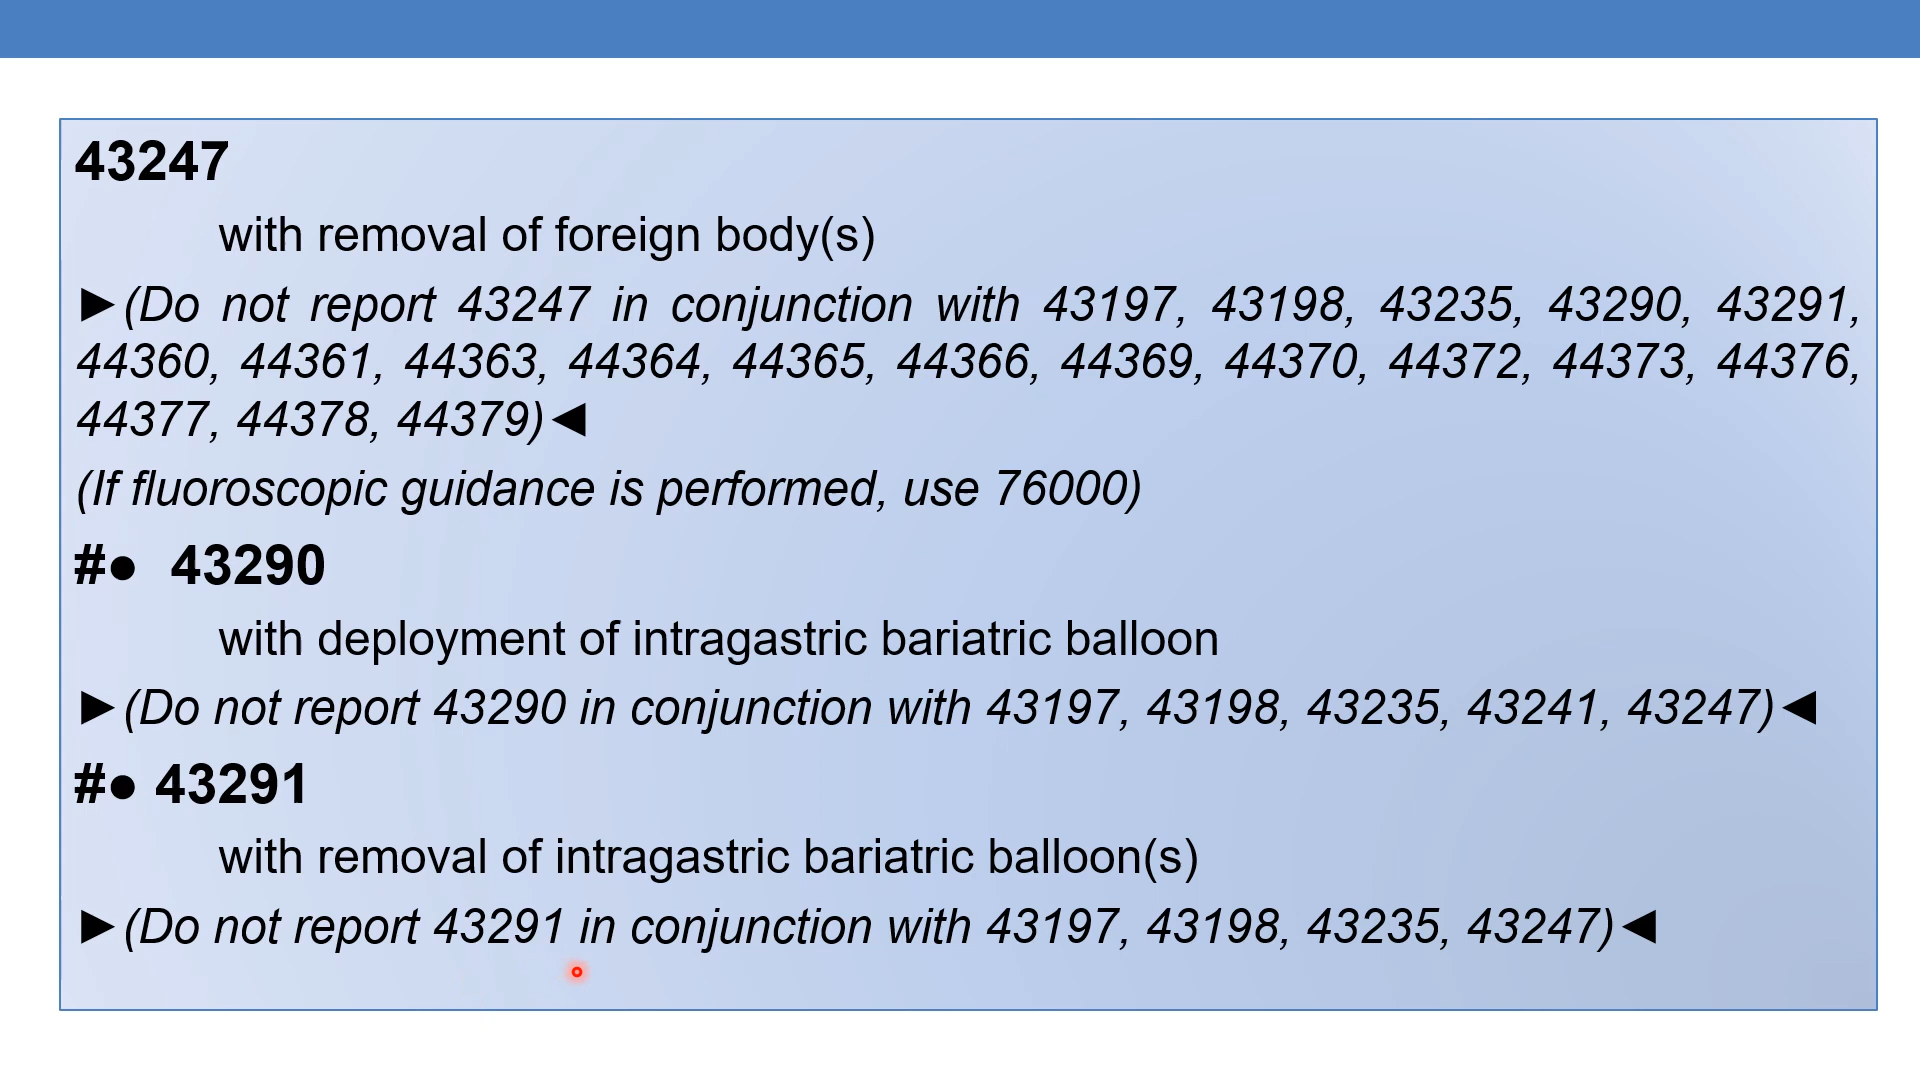 43247
with removal of foreign body(s)
►(Do not report 43247 in conjunction with 43197, 43198, 43235, 43290, 43291,
44360, 44361, 44363, 44364, 44365, 44366, 44369, 44370, 44372, 44373, 44376,
44377, 44378, 44379)◄
(If fluoroscopic guidance is performed, use 76000)
#● 43290
with deployment of intragastric bariatric balloon
►(Do not report 43290 in conjunction with 43197, 43198, 43235, 43241, 43247)◄
#● 43291
with removal of intragastric bariatric balloon(s)
►(Do not report 43291 in conjunction with 43197, 43198, 43235, 43247)◄